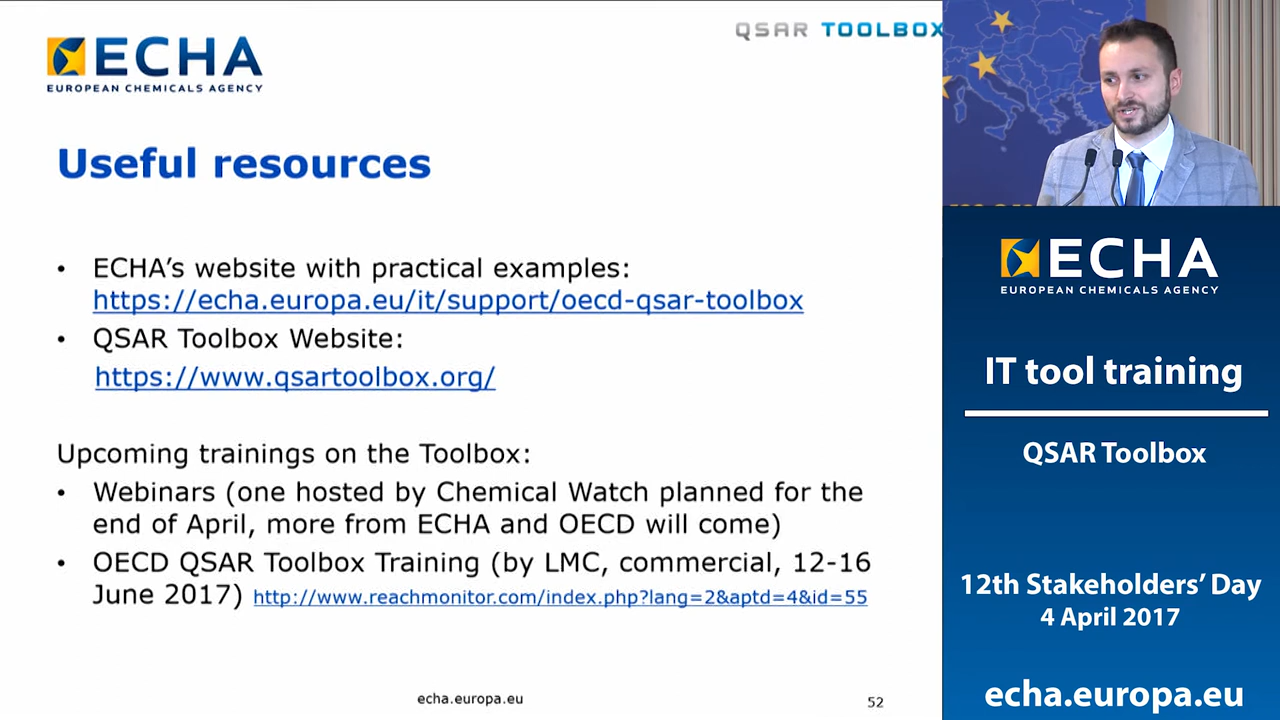 ECHA
EUROPEAN CHEMICALS AGENCY
QSAR TOOLBOX
Useful resources
• ECHA’s website with practical examples:
https://echa.europa.eu/it/support/oecd-qsar-toolbox
• QSAR Toolbox Website:
https://www.qsartoolbox.org/
Upcoming trainings on the Toolbox:
• Webinars (one hosted by Chemical Watch planned for the
end of April, more from ECHA and OECD will come)
• OECD QSAR Toolbox Training (by LMC, commercial, 12-16
June 2017) http://www.reachmonitor.com/index.php?lang=2&aptd=4&id=55
echa.europa.eu
52
ECHA
EUROPEAN CHEMICALS AGENCY
IT tool training
QSAR Toolbox
12th Stakeholders’ Day
4 April 2017
echa.europa.eu